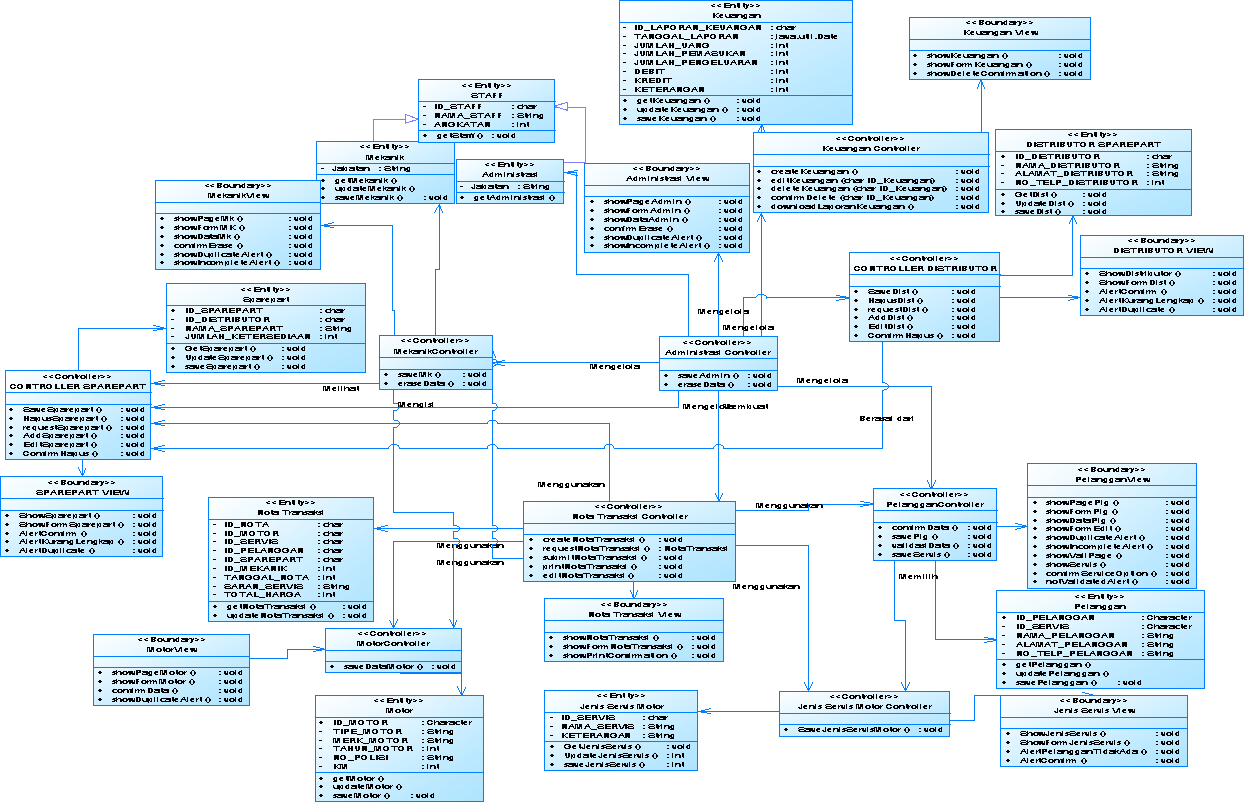 <<Entity>>
Keuangan
- ID_LAPORAN_KEUANGAN : char
- TANGGAL_LAPORAN : java.util.Date
- JUMLAH_UANG : int
- JUMLAH_PEMASUKAN : int
- JUMLAH_PENGELUARAN : int
- DEBIT : int
- KREDIT : int
- KETERANGAN : int
+ getKeuangan () : void
+ updateKeuangan () : void
+ saveKeuangan () : void
<<Boundary>>
Keuangan View
+ showKeuangan () : void
+ showFormKeuangan () : void
+ showDeleteConfirmation () : void
<<Entity>>
STAFF
- ID_STAFF : char
- NAMA_STAFF : String
- ANGKATAN : int
+ getStaff () : void
<<Entity>>
Mekanik
- Jabatan : String
+ getMekanik ()
+ updateMekanik ()
+ saveMekanik () : void
<<Entity>>
Administrasi
- Jabatan : String
+ getAdministrasi ()
<<Boundary>>
Administrasi View
+ showPageAdmin () : void
+ showFormAdmin () : void
+ showDataAdmin () : void
+ confirmErase () : void
+ showDuplicateAlert () : void
+ showIncompleteAlert () : void
<<Controller>>
Keuangan Controller
+ createKeuangan () : void
+ editKeuangan (char ID_Keuangan) : void
+ deleteKeuangan (char ID_Keuangan) : void
+ confirmDelete (char ID_Keuangan) : void
+ downloadLaporanKeuangan () : void
<<Entity>>
DISTRIBUTOR SPAREPART
+ ID_DISTRIBUTOR : char
- NAMA_DISTRIBUTOR : String
- ALAMAT_DISTRIBUTOR : String
- NO_TELP_DISTRIBUTOR : int
+ GetDist () : void
+ UpdateDist () : void
+ saveDist () : void
<<Boundary>>
MekanikView
+ showPageMk () : void
+ showFormMK () : void
+ showDataMk () : void
+ confirmErase () : void
+ showDuplicateAlert () : void
+ showIncompleteAlert () : void
<<Boundary>>
DISTRIBUTOR VIEW
+ ShowDistributor () : void
+ ShowFormDist () : void
+ AlertConfirm () : void
+ AlertKurangLengkap () : void
+ AlertDuplicate () : void
<<Controller>>
CONTROLLER DISTRIBUTOR
+ SaveDist () : void
+ HapusDist () : void
+ requestDist () : void
+ AddDist () : void
+ EditDist () : void
+ Confirm Hapus () : void
<<Entity>>
Sparepart
+ ID_SPAREPART : char
- ID_DISTRIBUTOR : char
- NAMA_SPAREPART : String
- JUMLAH_KETERSEDIAAN : int
+ GetSparepart () : void
+ UpdateSparepart () : void
+ saveSparepart () : void
Mengelola
Mengelola
<<Controller>>
MekanikController
+ saveMk () : void
+ eraseData () : void
<<Controller>>
Administrasi Controller
+ saveAdmin () : void
+ eraseData () : void
Mengelola
Mengelola
Melihat
Mengisi
Mengelola
Membuat
Berasal dari
<<Controller>>
CONTROLLER SPAREPART
+ SaveSparepart () : void
+ HapusSparepart () : void
+ requestSparepart () : void
+ AddSparepart () : void
+ EditSparepart () : void
+ Confirm Hapus () : void
<<Boundary>>
SPAREPART VIEW
+ ShowSparepart () : void
+ ShowFormSparepart () : void
+ AlertConfirm () : void
+ AlertKurangLengkap () : void
+ AlertDuplicate () : void
<<Entity>>
Nota Transaksi
- ID_NOTA : char
- ID_MOTOR : char
- ID_SERVIS : char
- ID_PELANGGAN : char
- ID_SPAREPART : char
- ID_MEKANIK : int
- TANGGAL_NOTA : int
- SARAN_SERVIS : String
- TOTAL_HARGA : int
+ getNotaTransaksi () : void
+ updateNotaTransaksi () : void
Menggunakan
Menggunakan
Menggunakan
Menggunakan
Menggunakan
<<Controller>>
Nota Transaksi Controller
+ createNotaTransaksi () : void
+ requestNotaTransaksi () : NotaTransaksi
+ submitNotaTransaksi () : void
+ printNotaTransaksi () : void
+ editNotaTransaksi () : void
<<Controller>>
PelangganController
+ confirmData () : void
+ savePlg () : void
+ validasiData () : void
+ saveServis () : void
Memilih
<<Boundary>>
PelangganView
+ showPagePlg () : void
+ showFormPlg () : void
+ showDataPlg () : void
+ showFormEdit () : void
+ showDuplicateAlert () : void
+ showIncompleteAlert () : void
+ showValPage () : void
+ showServis () : void
+ confirmServiceOption () : void
+ notValidatedAlert () : void
<<Entity>>
Pelanggan
+ ID_PELANGGAN : Character
- ID_SERVIS : Character
- NAMA_PELANGGAN : String
- ALAMAT_PELANGGAN : String
- NO_TELP_PELANGGAN : String
+ getPelanggan ()
+ updatePelanggan ()
+ savePelanggan () : void
<<Boundary>>
Nota Transaksi View
+ showNotaTransaksi () : void
+ showFormNotaTransaksi () : void
+ showPrintConfirmation () : void
<<Boundary>>
MotorView
+ showPageMotor () : void
+ showFormMotor () : void
+ confirmData () : void
+ showDuplicateAlert () : void
<<Controller>>
MotorController
+ saveDataMotor () : void
<<Entity>>
Motor
+ ID_MOTOR : Character
- TIPE_MOTOR : String
- MERK_MOTOR : String
- TAHUN_MOTOR : int
- NO_POLISI : String
- KM : int
+ getMotor ()
+ updateMotor ()
+ saveMotor () : void
<<Entity>>
Jenis Servis Motor
- ID_SERVIS : char
- NAMA_SERVIS : String
- KETERANGAN : String
+ GetJenisServis () : void
+ UpdateJenisServis () : int
+ saveJenisServis () : int
<<Controller>>
Jenis Servis Motor Controller
+ SaveJenisServisMotor () : void
<<Boundary>>
Jenis Servis View
+ ShowJenisServis () : void
+ ShowFormJenisServis () : void
+ AlertPelangganTidakAda () : void
+ AlertConfirm () : void